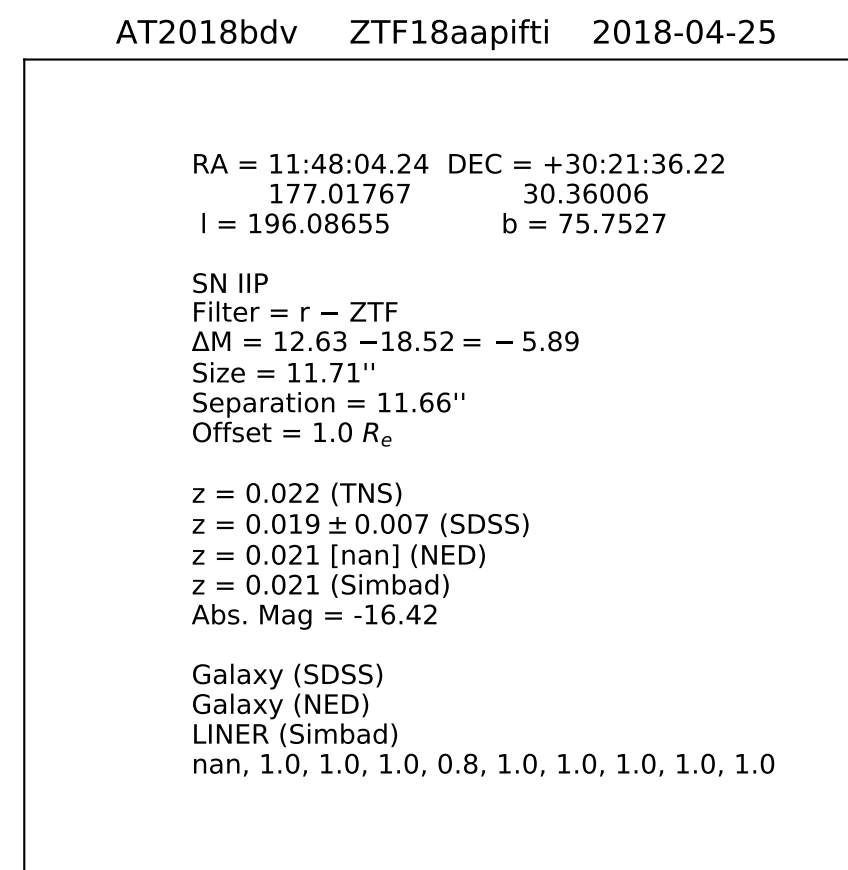 AT2018bdv ZTF18aapifti 2018-04-25
RA = 11:48:04.24 DEC = +30:21:36.22
177.01767 30.36006
l = 196.08655 b = 75.7527
SN IIP
Filter = r − ZTF
ΔM = 12.63 −18.52 = − 5.89
Size = 11.71''
Separation = 11.66''
Offset = 1.0 Re
z = 0.022 (TNS)
z = 0.019 ± 0.007 (SDSS)
z = 0.021 [nan] (NED)
z = 0.021 (Simbad)
Abs. Mag = -16.42
Galaxy (SDSS)
Galaxy (NED)
LINER (Simbad)
nan, 1.0, 1.0, 1.0, 0.8, 1.0, 1.0, 1.0, 1.0, 1.0